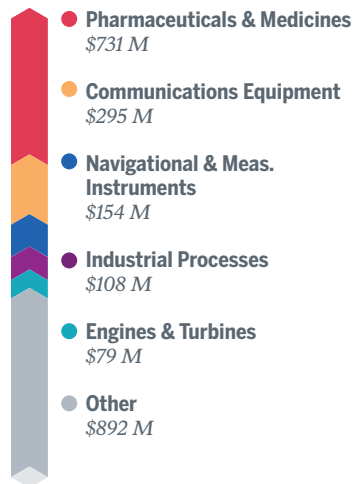 Pharmaceuticals & Medicines
$731 M
Communications Equipment
$295 M
Navigational & Meas.
Instruments
$154 M
Industrial Processes
$108 M
Engines & Turbines
$79 M
Other
$892 M